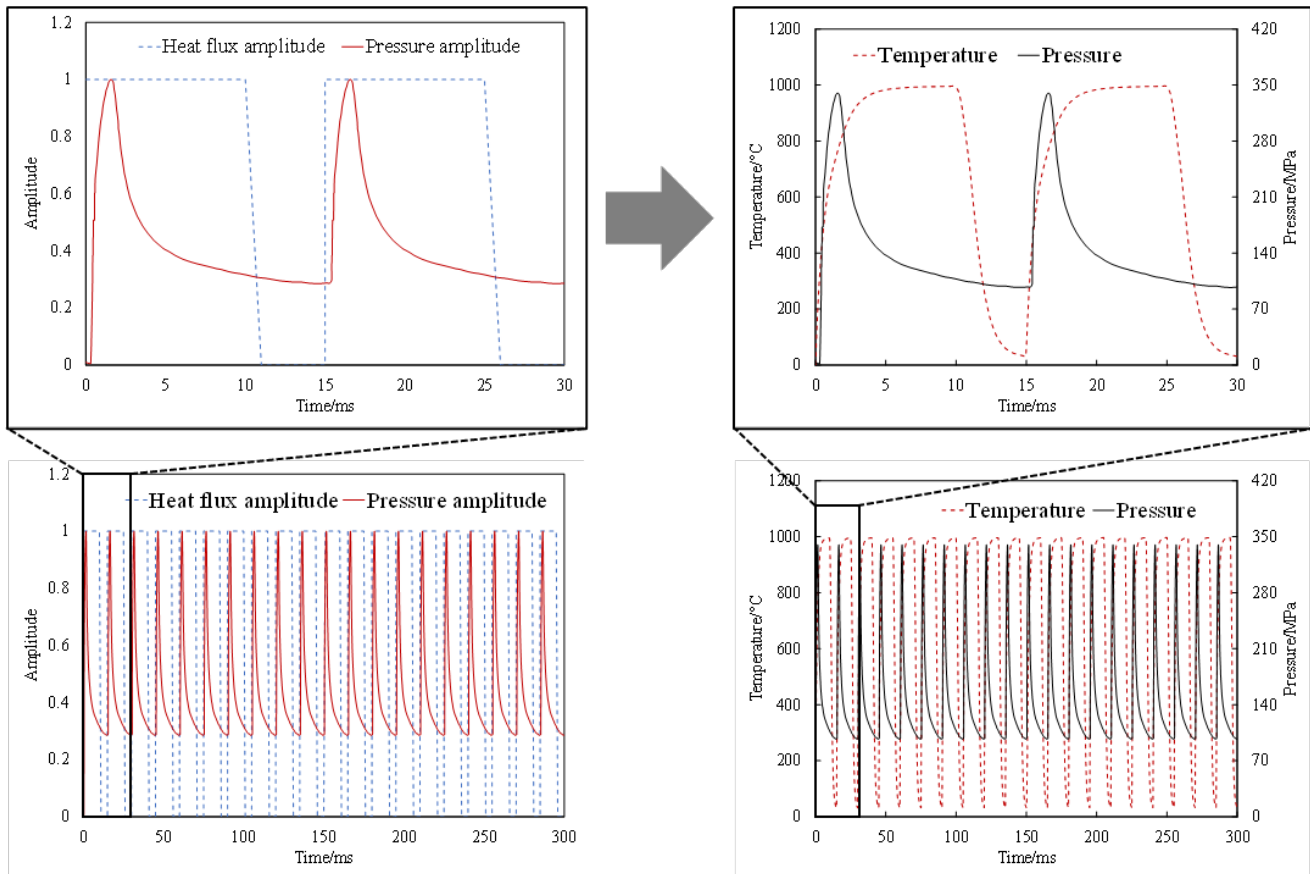 1.2
1
0.8
0.6
0.4
0.2
0
Amplitude
Heat flux amplitude
Pressure amplitude
0 5 10 15 20 25 30
Time/ms
1200
1000
800
600
400
200
0
Temperature/°C
Temperature
Pressure
420
350
280
210
140
70
0
Pressure/MPa
0 5 10 15 20 25 30
Time/ms
1.2
1
0.8
0.6
0.4
0.2
0
Amplitude
Heat flux amplitude
Pressure amplitude
0 50 100 150 200 250 300
Time/ms
1200
1000
800
600
400
200
0
Temperature/°C
Temperature
Pressure
420
350
280
210
140
70
0
Pressure/MPa
0 50 100 150 200 250 300
Time/ms